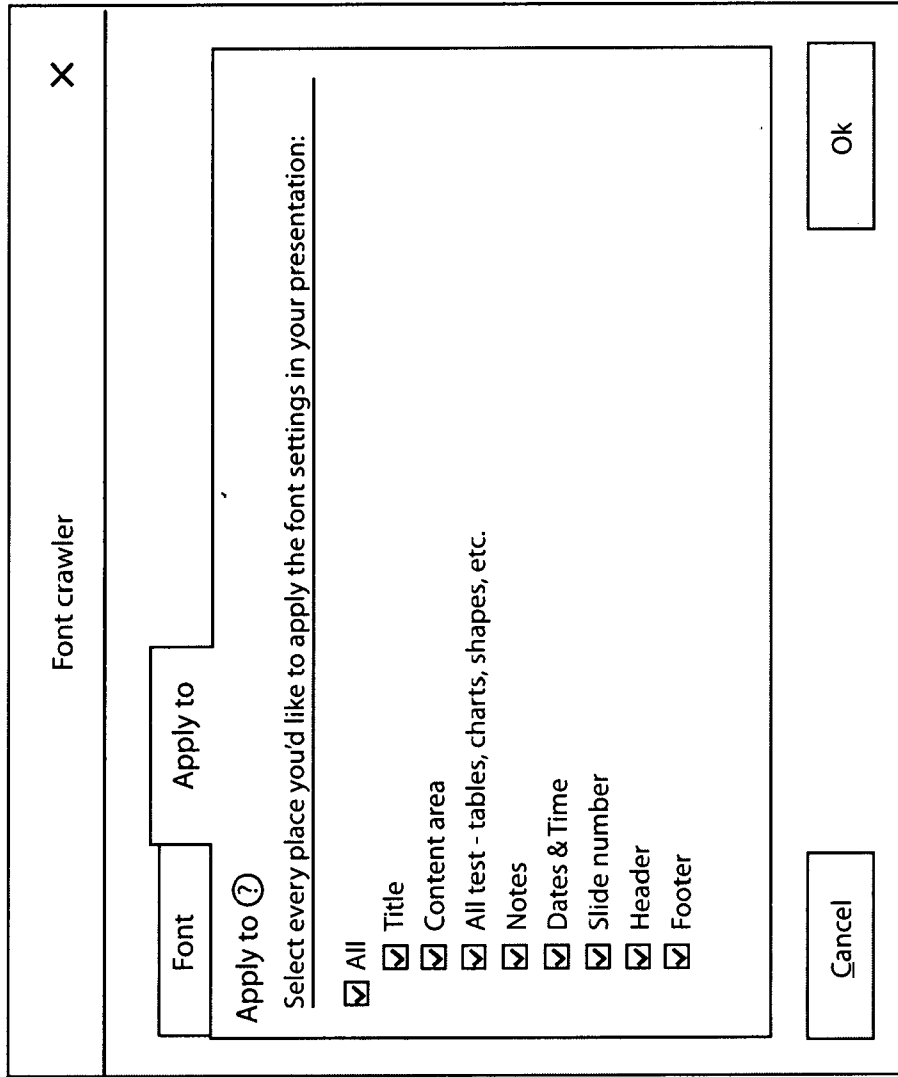 Font crawler X
Font Apply to
Apply to ?
Select every place you'd like to apply the font settings in your presentation:
All
Title
Content area
All test - tables, charts, shapes, etc.
Notes
Dates & Time
Slide number
Header
Footer
Cancel Ok